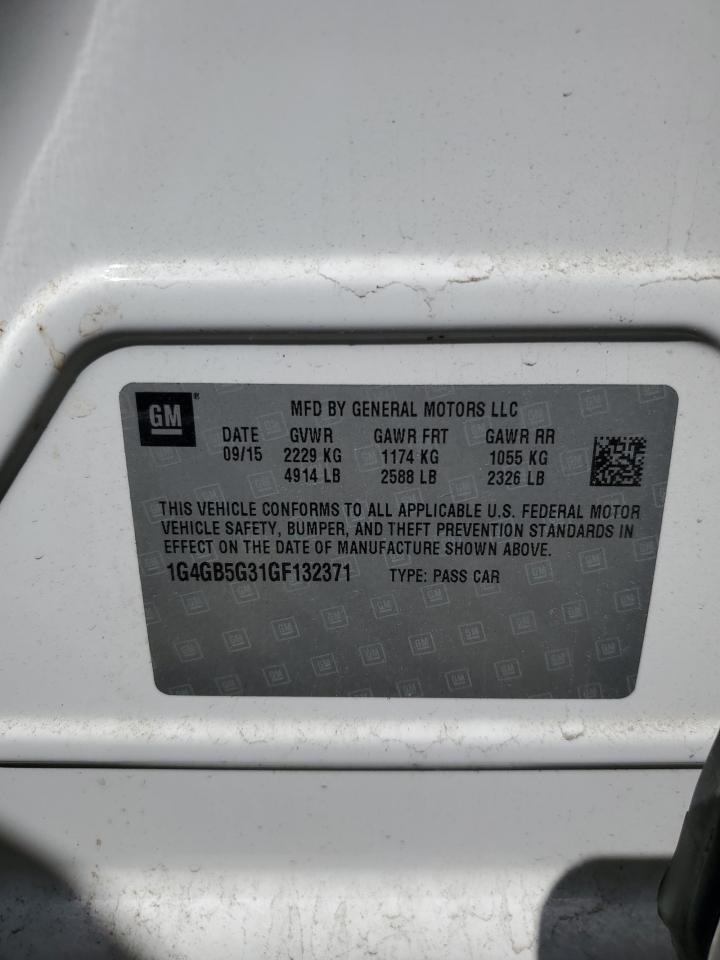 GM®
MFD BY GENERAL MOTORS LLC
DATE GVWR GAWR FRT GAWR RR
09/15 2229 KG 1174 KG 1055 KG
4914 LB 2588 LB 2326 LB
THIS VEHICLE CONFORMS TO ALL APPLICABLE U.S. FEDERAL MOTOR
VEHICLE SAFETY, BUMPER, AND THEFT PREVENTION STANDARDS IN
EFFECT ON THE DATE OF MANUFACTURE SHOWN ABOVE.
1G4GB5G31GF132371 TYPE: PASS CAR